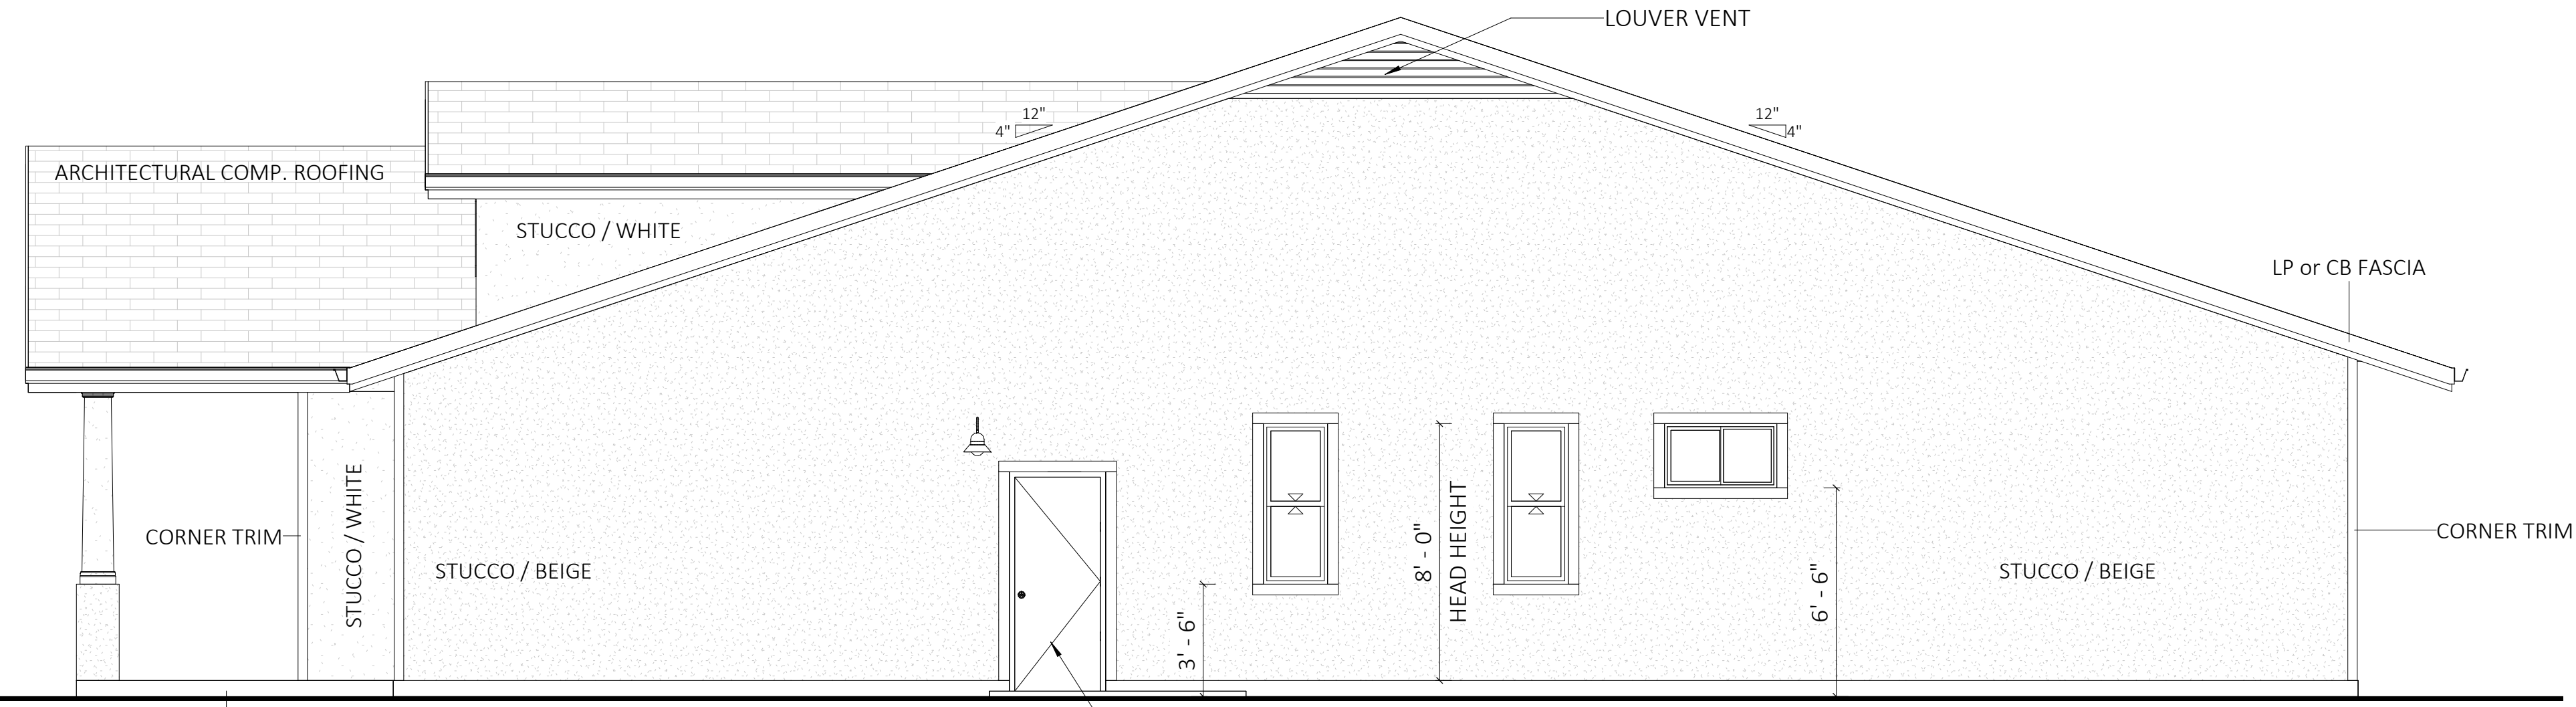 LOUVER VENT
12"
4"
12"
4"
ARCHITECTURAL COMP. ROOFING
STUCCO / WHITE
LP or CB FASCIA
CORNER TRIM
STUCCO / WHITE
STUCCO / BEIGE
3' - 6"
8' - 0"
HEAD HEIGHT
6' - 6"
STUCCO / BEIGE
CORNER TRIM